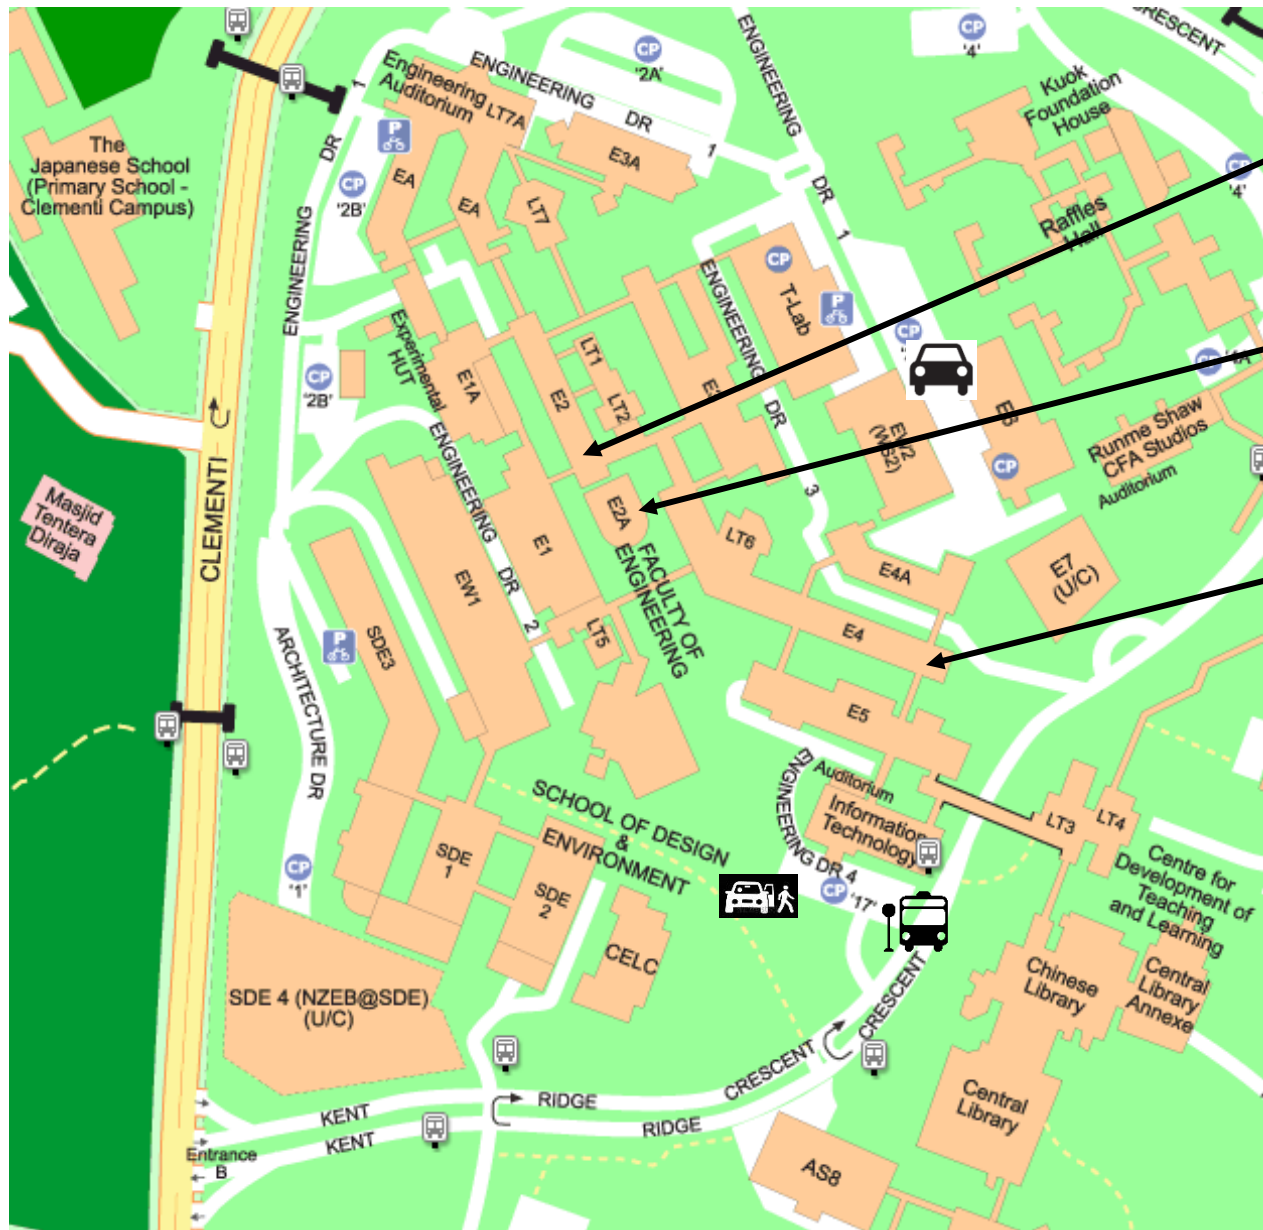 CRESCENT
CP
'4'
CP
'2A'
ENGINEERING
DR
1
ENGINEERING
DR
1
Engineering
Auditorium
LT7A
1
DR
ENGINEERING
P
CP
'2B'
EA
EA
LT7
E3A
Kuok
Foundation
House
CP
'4'
Raffles
Hall
The
Japanese School
(Primary School -
Clementi Campus)
CP
T-Lab
P
CP
ENGINEERING
DR
3
Experimental
HUT
E1A
E2
LT1
LT2
CP
'2B'
EW2
(WS2)
E8
CP
CP
Runme Shaw
CFA Studios
Auditorium
CLEMENTI
Masjid
Tentera
Diraja
ENGINEERING
DR
2
E2A
E1
EW1
FACULTY OF
ENGINEERING
LT6
E4A
E7
(U/C)
E4
LT5
SDE3
P
ARCHITECTURE DR
E5
ENGINEERING DR 4
Auditorium
Information
Technology
LT3
LT4
Centre for
Development of
Teaching
and Learning
SCHOOL OF DESIGN
&
ENVIRONMENT
SDE
1
SDE
2
CP
'1'
CP
'17'
CELC
Chinese
Library
Central
Library
Annexe
SDE 4 (NZEB@SDE)
(U/C)
CRESCENT
CRESCENT
RIDGE
KENT
RIDGE
KENT
Central
Library
Entrance
B
AS8